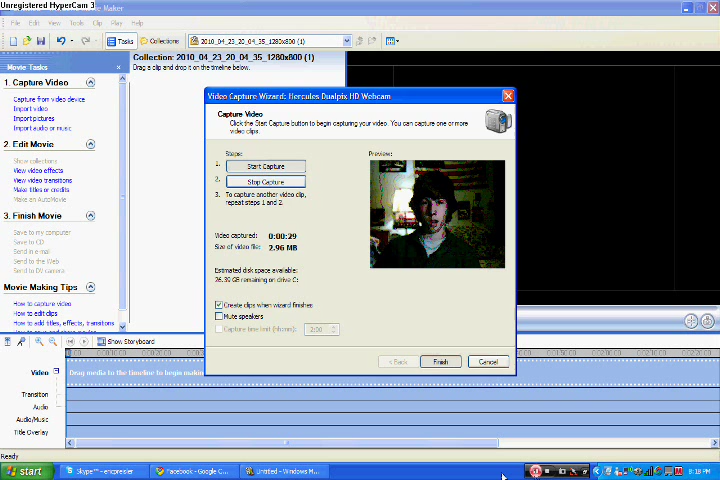 Unregistered HyperCam 3
Maker
File Edit View Tools Clip Play Help
Tasks Collections 2010_04_23_20_04_35_1280x800 (1)
Movie Tasks
Collection: 2010_04_23_20_04_35_1280x800 (1)
Drag a clip and drop it on the timeline below.
1. Capture Video
Capture from video device
Import video
Import pictures
Import audio or music
2. Edit Movie
Show collections
View video effects
View video transitions
Make titles or credits
Make an AutoMovie
3. Finish Movie
Save to my computer
Save to CD
Send in e-mail
Send to the Web
Send to DV camera
Movie Making Tips
How to capture video
How to edit clips
How to add titles, effects, transitions
Video Capture Wizard: Hercules Dualpix HD Webcam
Capture Video
Click the Start Capture button to begin capturing your video. You can capture one or more
video clips.
Steps:
1. Start Capture
2. Stop Capture
3. To capture another video clip,
repeat steps 1 and 2.
Preview:
Video captured: 0:00:29
Size of video file: 2.96 MB
Estimated disk space available:
26.39 GB remaining on drive C:
Create clips when wizard finishes
Mute speakers
Capture time limit (hh:mm): 2:00
< Back Finish Cancel
Show Storyboard
Video Drag media to the timeline to begin making
Transition
Audio
Audio/Music
Title Overlay
Ready
start Skype™ - ericpressler Facebook - Google C... Untitled - Windows M... 8:18 PM